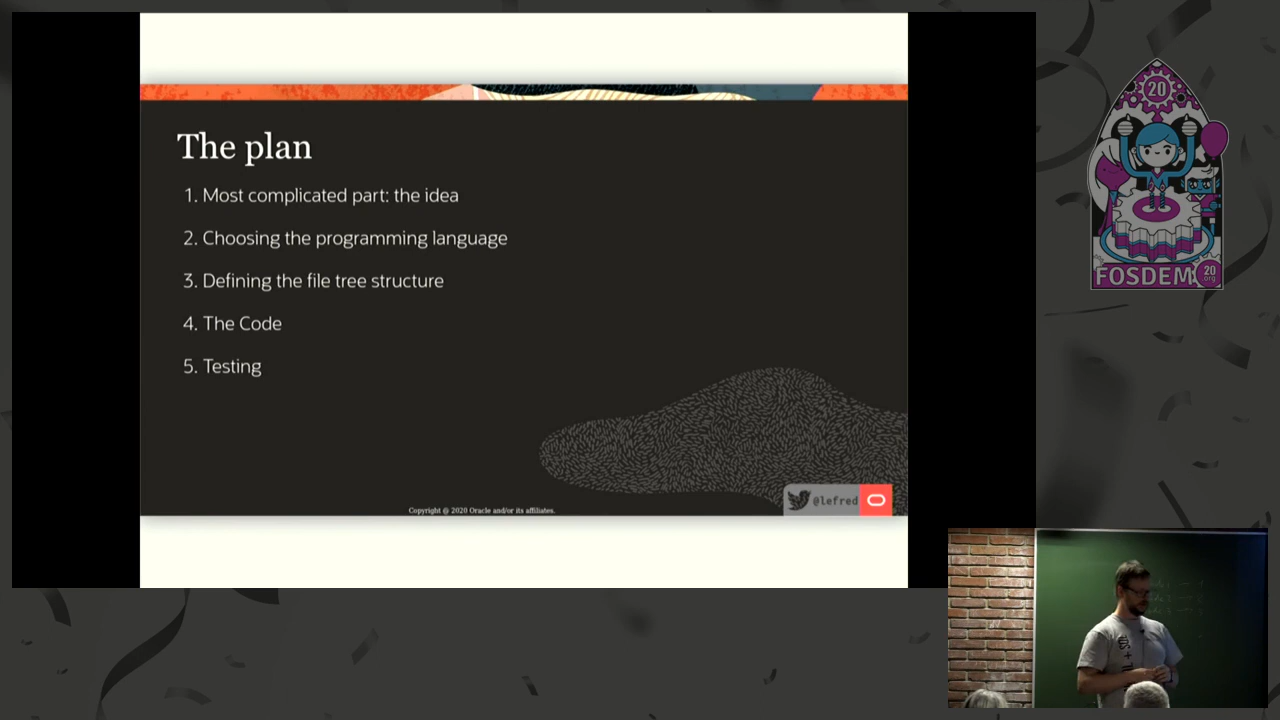 The plan
1. Most complicated part: the idea
2. Choosing the programming language
3. Defining the file tree structure
4. The Code
5. Testing
@lefred
Copyright @ 2020 Oracle and/or its affiliates.
20
FOSDEM
20
org